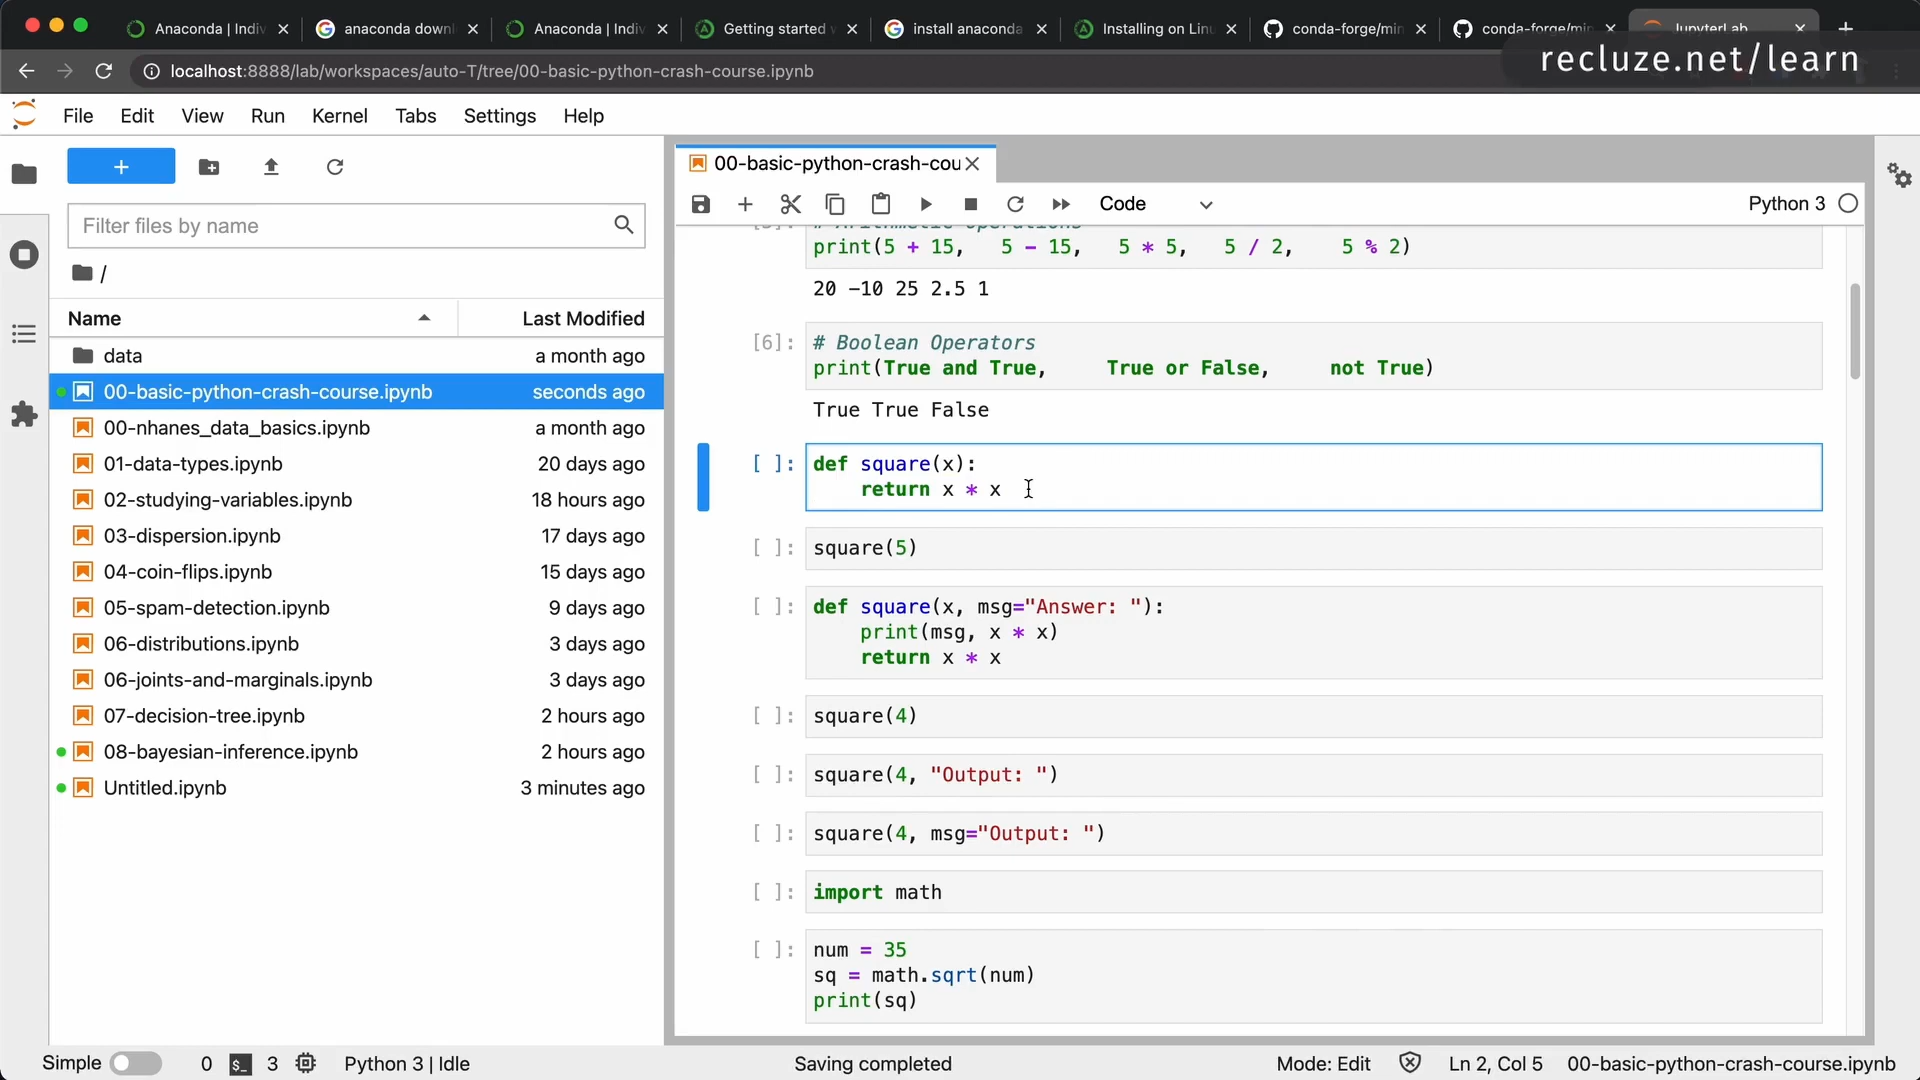 Anaconda | Indiv
anaconda downl
Anaconda | Indiv
Getting started w
install anaconda
Installing on Linu
conda-forge/min
conda-forge/min
JupyterLab
recluze.net/learn
localhost:8888/lab/workspaces/auto-T/tree/00-basic-python-crash-course.ipynb
File Edit View Run Kernel Tabs Settings Help
+
Filter files by name
/
Name Last Modified
data a month ago
00-basic-python-crash-course.ipynb seconds ago
00-nhanes_data_basics.ipynb a month ago
01-data-types.ipynb 20 days ago
02-studying-variables.ipynb 18 hours ago
03-dispersion.ipynb 17 days ago
04-coin-flips.ipynb 15 days ago
05-spam-detection.ipynb 9 days ago
06-distributions.ipynb 3 days ago
06-joints-and-marginals.ipynb 3 days ago
07-decision-tree.ipynb 2 hours ago
08-bayesian-inference.ipynb 2 hours ago
Untitled.ipynb 3 minutes ago
00-basic-python-crash-cou
Code Python 3
# Arithmetic Operations
print(5 + 15, 5 - 15, 5 * 5, 5 / 2, 5 % 2)
20 -10 25 2.5 1
[6]: # Boolean Operators
print(True and True, True or False, not True)
True True False
[ ]: def square(x):
return x * x
[ ]: square(5)
[ ]: def square(x, msg="Answer: "):
print(msg, x * x)
return x * x
[ ]: square(4)
[ ]: square(4, "Output: ")
[ ]: square(4, msg="Output: ")
[ ]: import math
[ ]: num = 35
sq = math.sqrt(num)
print(sq)
Simple 0 $_ 3 Python 3 | Idle Saving completed Mode: Edit Ln 2, Col 5 00-basic-python-crash-course.ipynb